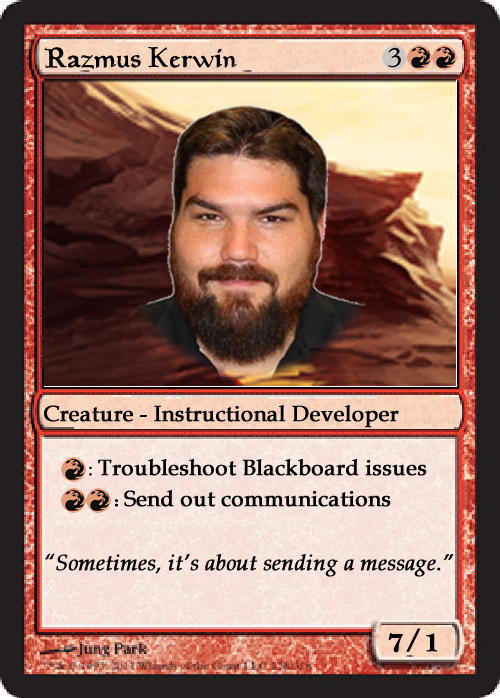 Razmus Kerwin 3
Creature - Instructional Developer
: Troubleshoot Blackboard issues
: Send out communications
“Sometimes, it’s about sending a message.”
7/1
Jung Park